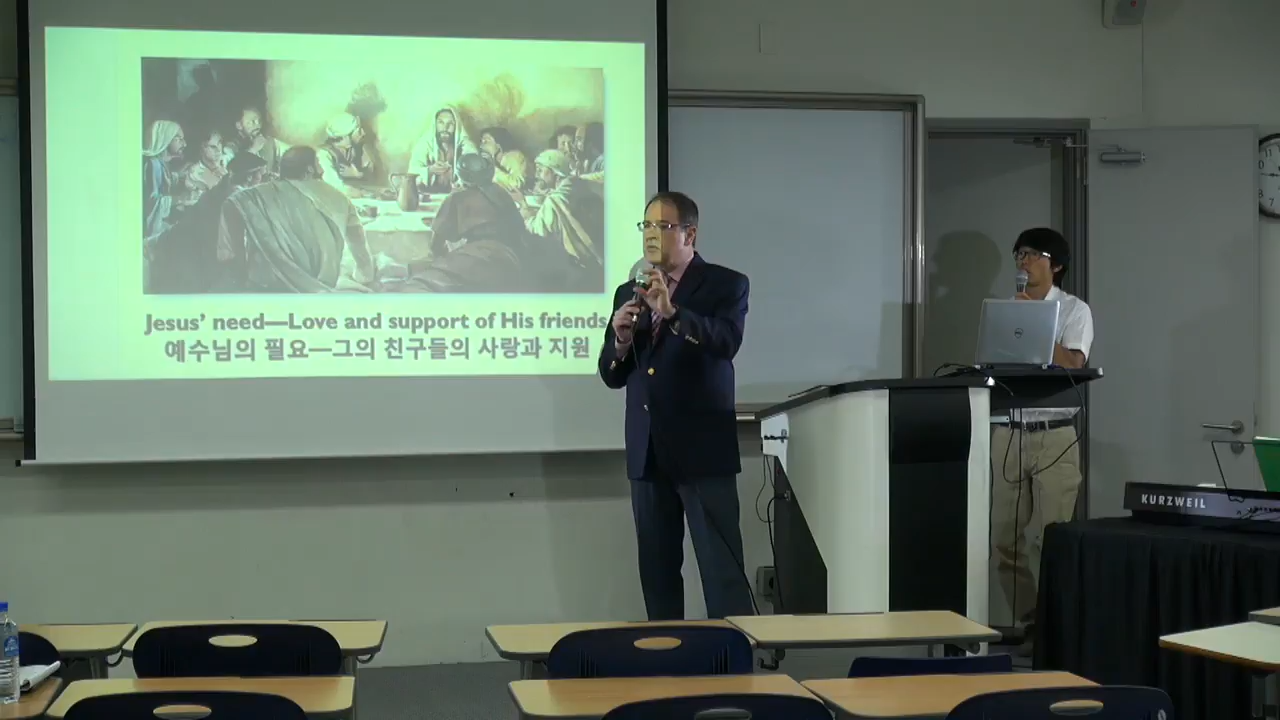 Jesus' need—Love and support of His friends
예수님의 필요—그의 친구들의 사랑과 지원
DELL
KURZWEIL